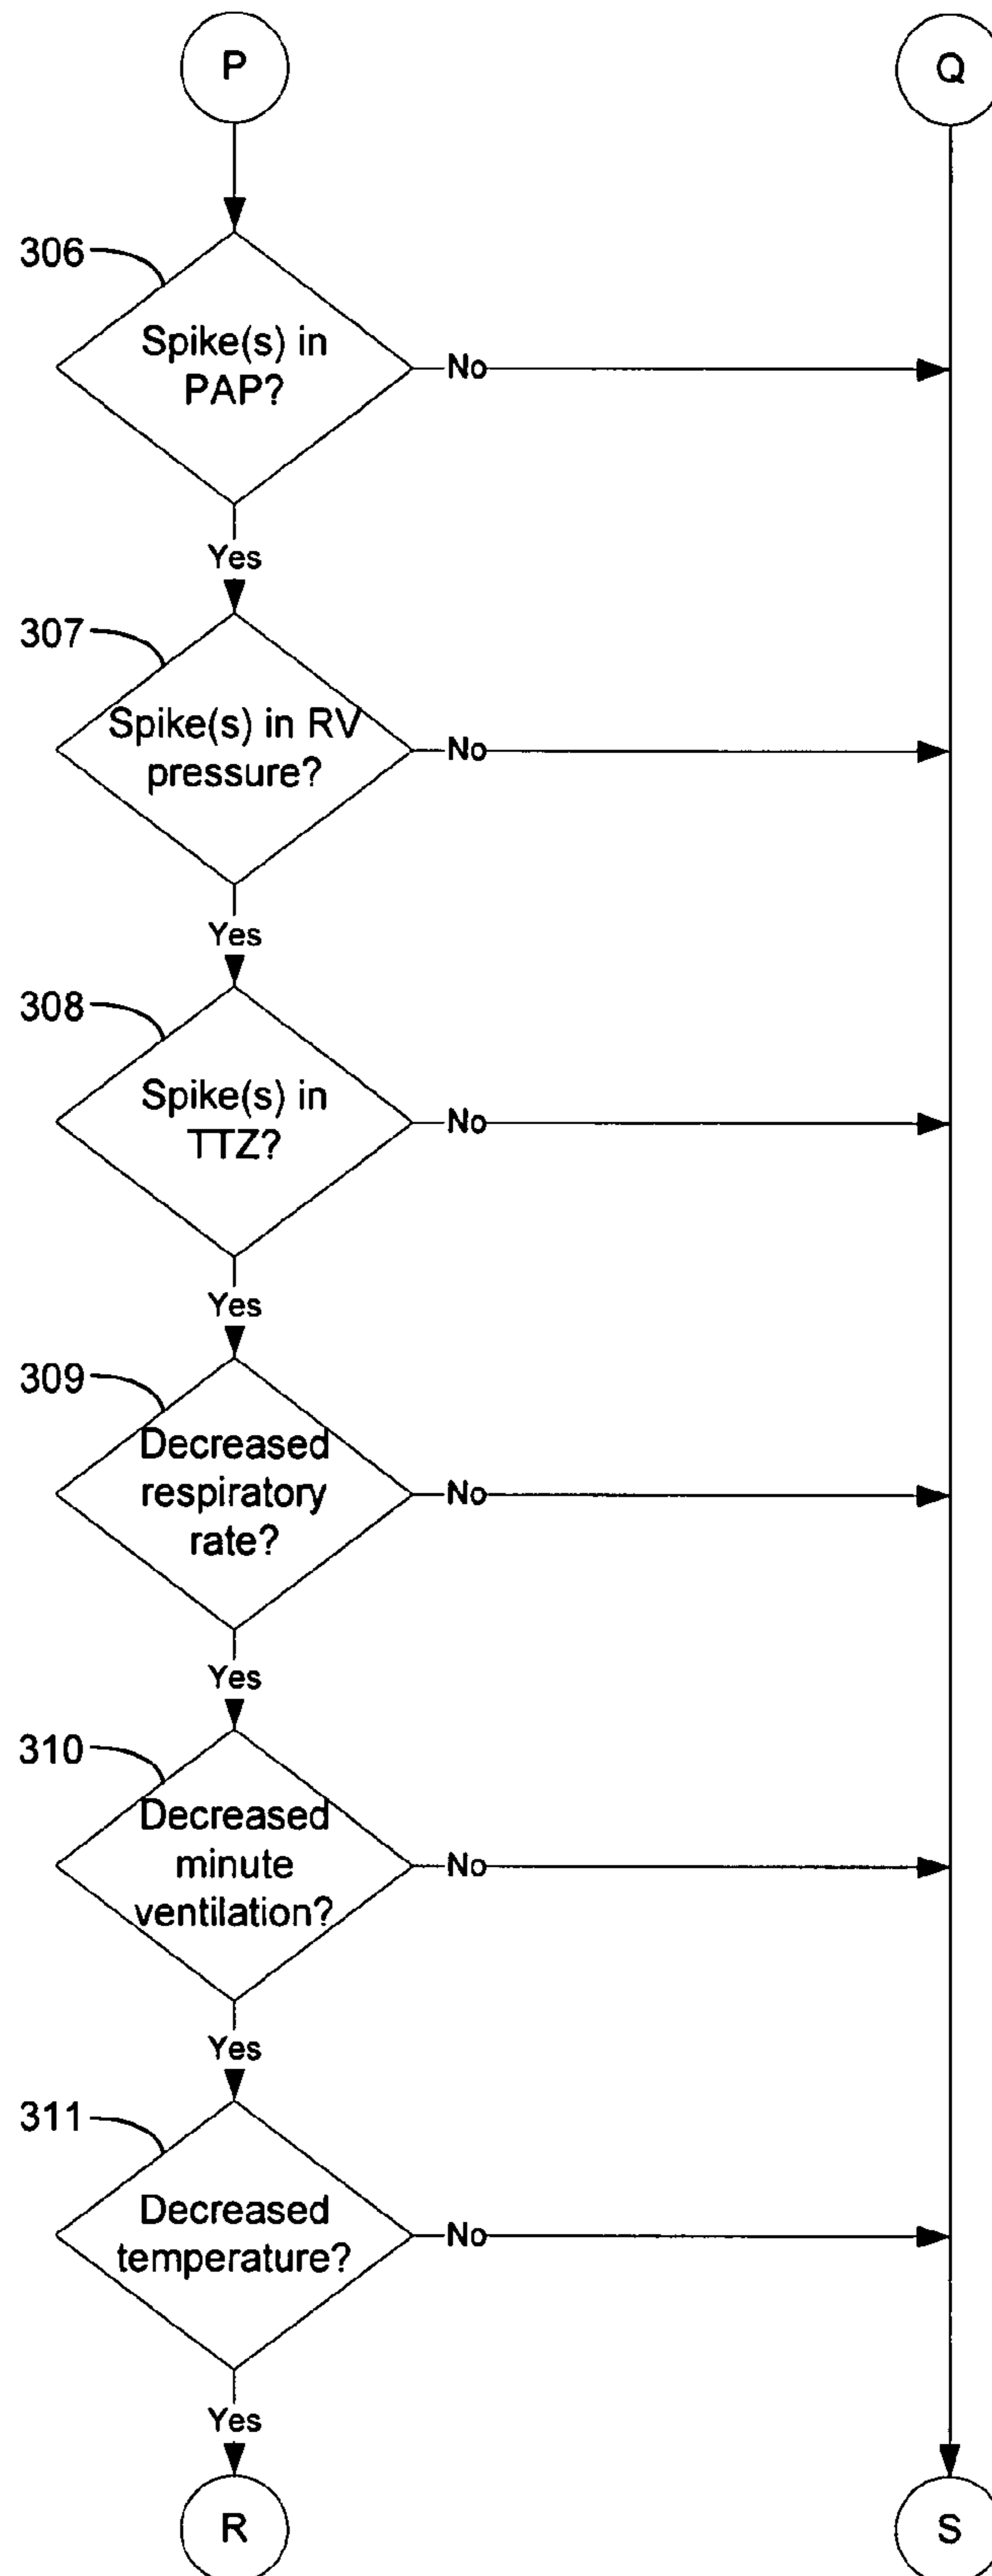 P
Q
306
Spike(s) in
PAP?
No
Yes
307
Spike(s) in RV
pressure?
No
Yes
308
Spike(s) in
TTZ?
No
Yes
309
Decreased
respiratory
rate?
No
Yes
310
Decreased
minute
ventilation?
No
Yes
311
Decreased
temperature?
No
Yes
R
S